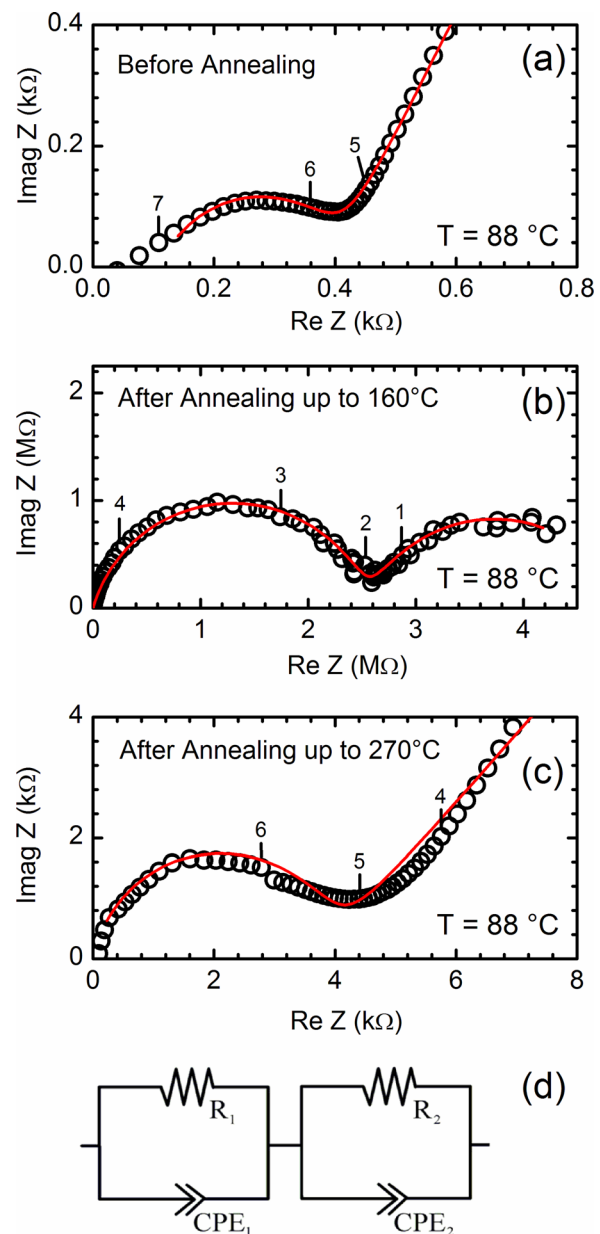 0.4
(a)
Before Annealing
Imag Z (kΩ)
0.2
5
6
7
T = 88 °C
0.0
0.0 0.2 0.4 0.6 0.8
Re Z (kΩ)
2
(b)
After Annealing up to 160°C
Imag Z (MΩ)
1
3
4
2
1
T = 88 °C
0
0 1 2 3 4
Re Z (MΩ)
4
(c)
After Annealing up to 270°C
Imag Z (kΩ)
2
4
6
5
T = 88 °C
0
0 2 4 6 8
Re Z (kΩ)
(d)
R1 R2
CPE1 CPE2